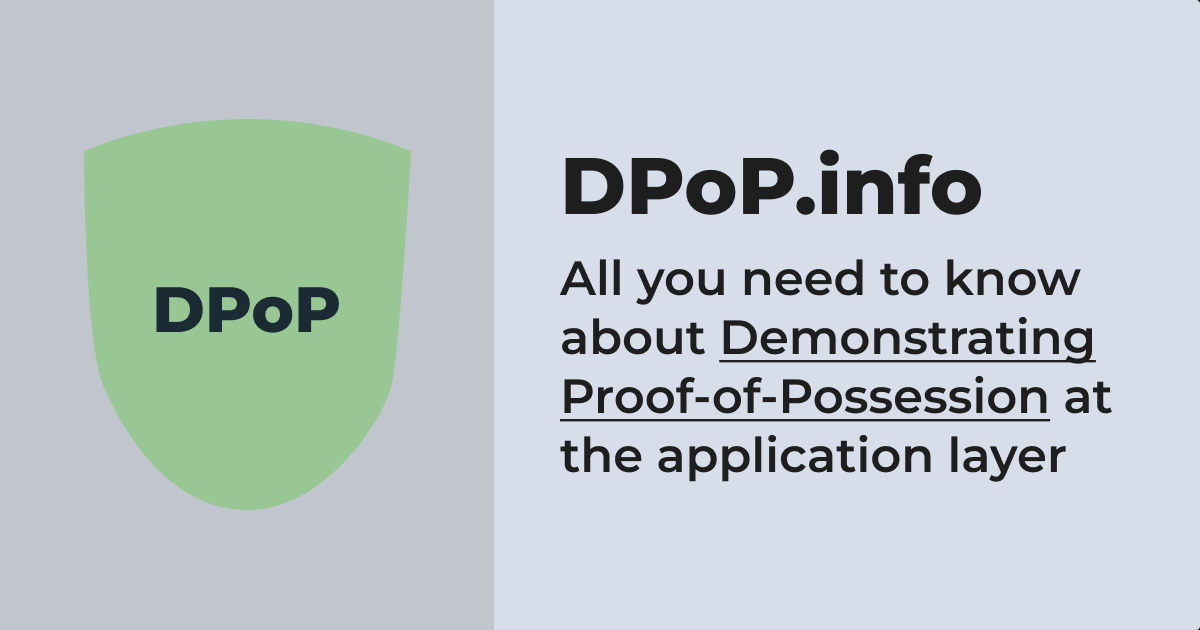 DPoP
DPoP.info
All you need to know
about Demonstrating
Proof-of-Possession at
the application layer